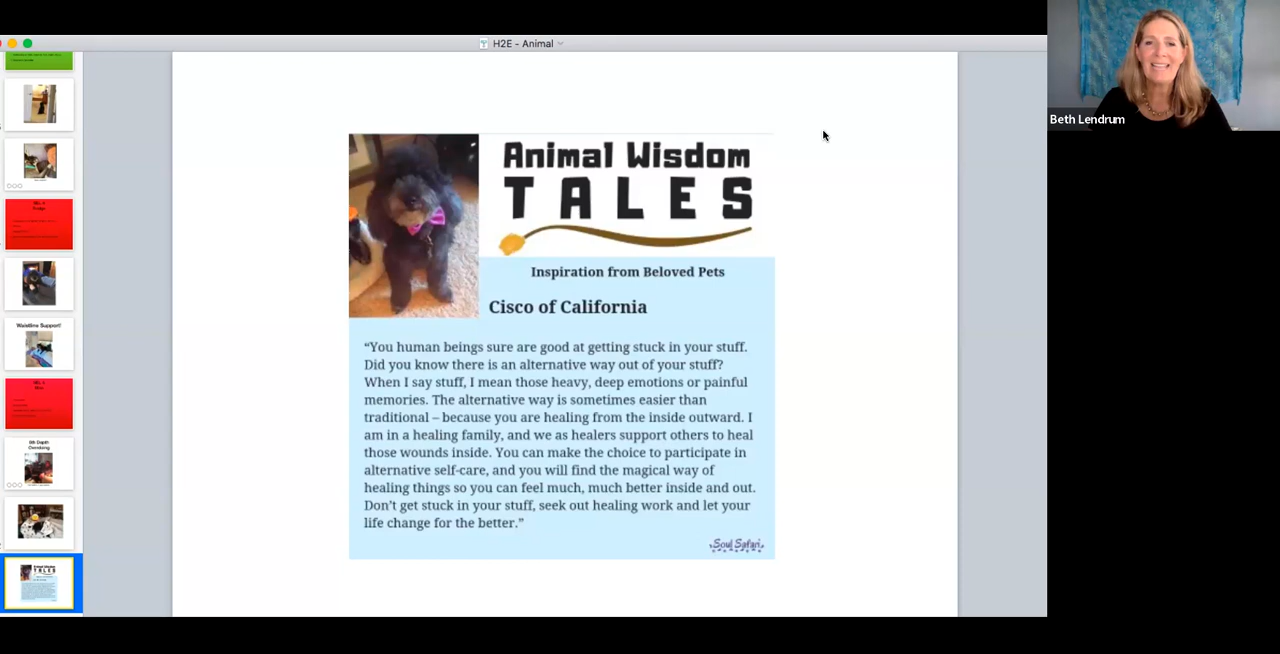 H2E - Animal
Beth Lendrum
Animal Wisdom
TALES
Inspiration from Beloved Pets
Cisco of California
“You human beings sure are good at getting stuck in your stuff.
Did you know there is an alternative way out of your stuff?
When I say stuff, I mean those heavy, deep emotions or painful
memories. The alternative way is sometimes easier than
traditional – because you are healing from the inside outward. I
am in a healing family, and we as healers support others to heal
those wounds inside. You can make the choice to participate in
alternative self-care, and you will find the magical way of
healing things so you can feel much, much better inside and out.
Don’t get stuck in your stuff, seek out healing work and let your
life change for the better.”
Soul Safari
Waistline Support!